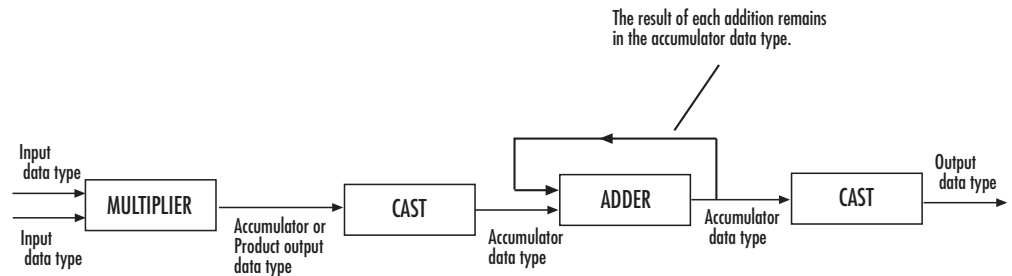 The result of each addition remains
in the accumulator data type.
Input
data type
MULTIPLIER
Input
data type
Accumulator or
Product output
data type
CAST
Accumulator
data type
ADDER
Accumulator
data type
CAST
Output
data type